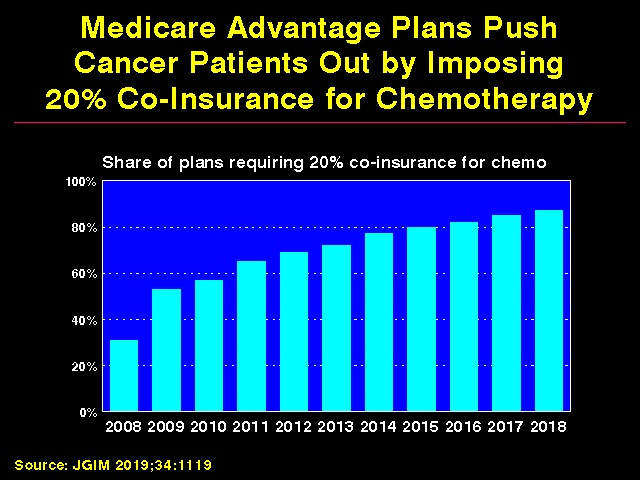 Medicare Advantage Plans Push
Cancer Patients Out by Imposing
20% Co-Insurance for Chemotherapy
Share of plans requiring 20% co-insurance for chemo
100%
80%
60%
40%
20%
0%
2008 2009 2010 2011 2012 2013 2014 2015 2016 2017 2018
Source: JGIM 2019;34:1119